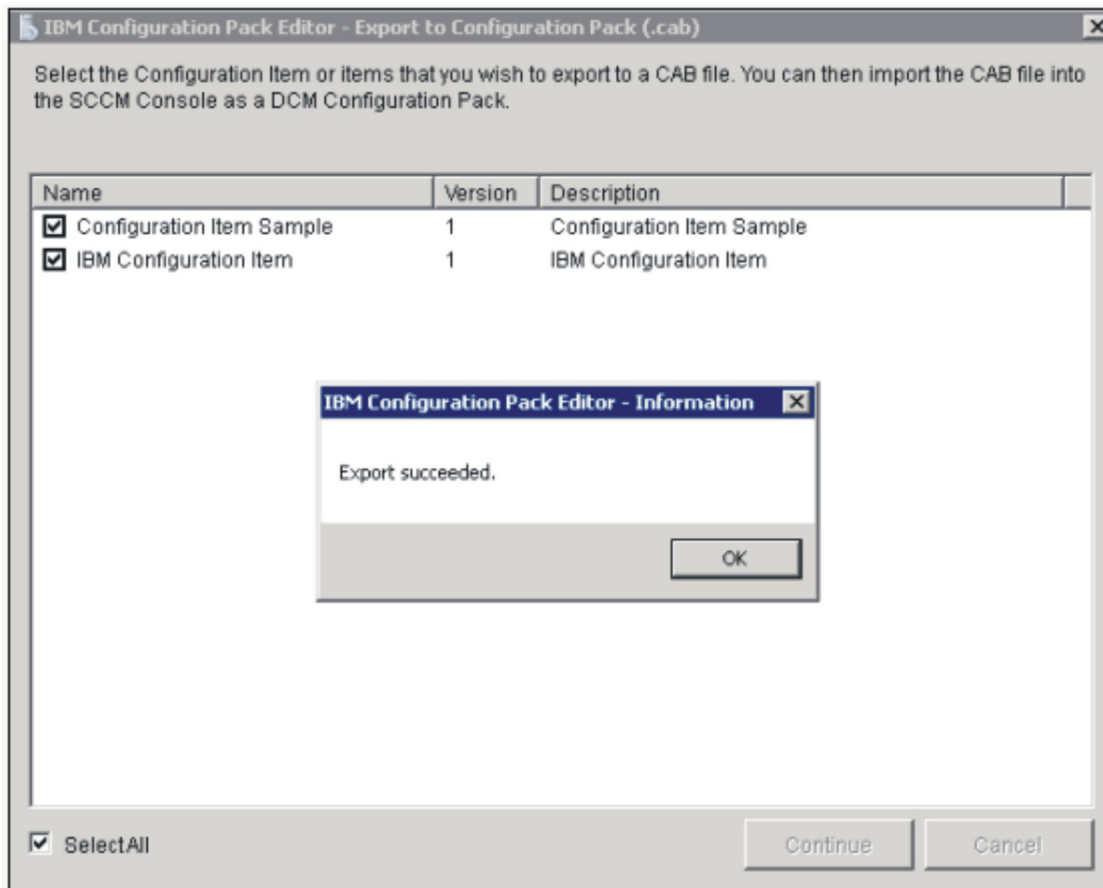 IBM Configuration Pack Editor - Export to Configuration Pack (.cab)
Select the Configuration Item or items that you wish to export to a CAB file. You can then import the CAB file into
the SCCM Console as a DCM Configuration Pack.
Name Version Description
Configuration Item Sample 1 Configuration Item Sample
IBM Configuration Item 1 IBM Configuration Item
IBM Configuration Pack Editor - Information
Export succeeded.
OK
Select All
Continue Cancel